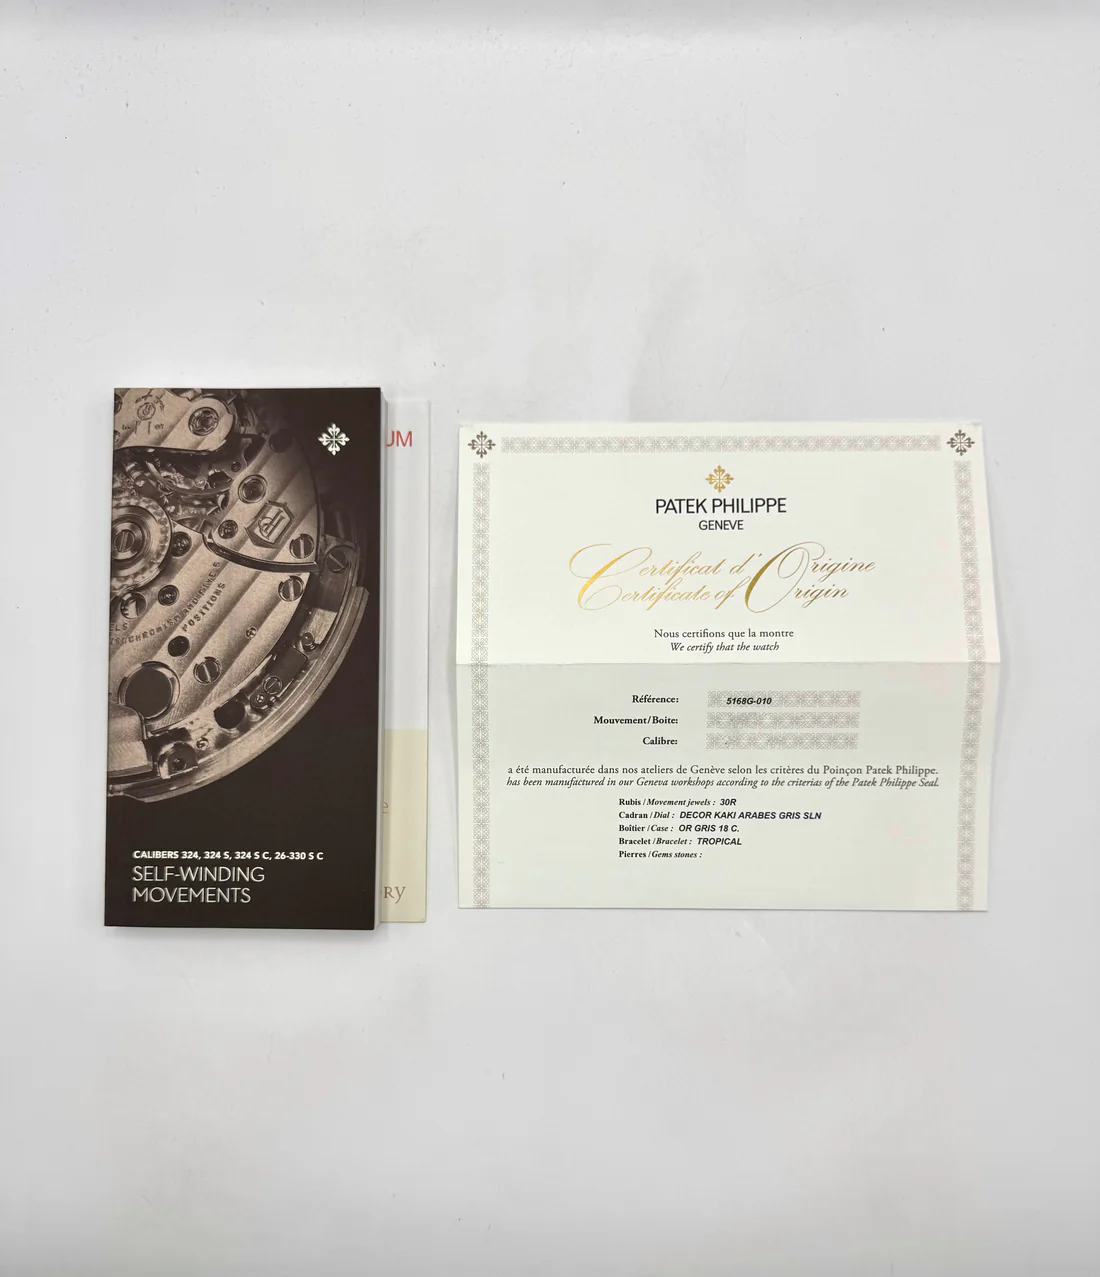 UM
CALIBERS 324, 324 S, 324 S C, 26-330 S C
SELF-WINDING
MOVEMENTS
POSITIONS
RY
PATEK PHILIPPE
GENEVE
Certificat d'Origine
Certificate of Origin
Nous certifions que la montre
We certify that the watch
Référence: 5168G-010
Mouvement/Boite:
Calibre:
a été manufacturée dans nos ateliers de Genève selon les critères du Poinçon Patek Philippe.
has been manufactured in our Geneva workshops according to the criterias of the Patek Philippe Seal.
Rubis / Movement jewels : 30R
Cadran / Dial : DECOR KAKI ARABES GRIS SLN
Boîtier / Case : OR GRIS 18 C.
Bracelet / Bracelet : TROPICAL
Pierres / Gems stones :